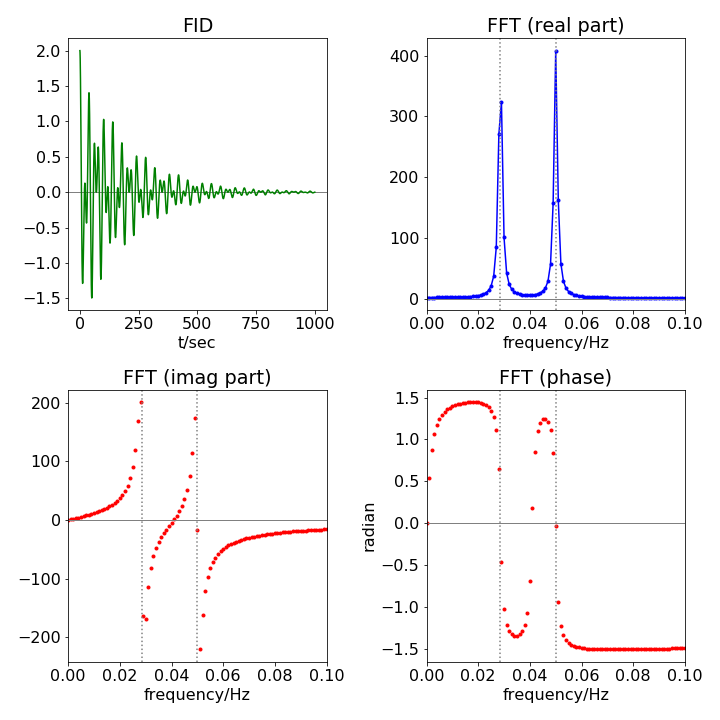 FID
2.0
1.5
1.0
0.5
0.0
−0.5
−1.0
−1.5
0 250 500 750 1000
t/sec
FFT (real part)
400
300
200
100
0
0.00 0.02 0.04 0.06 0.08 0.10
frequency/Hz
FFT (imag part)
200
100
0
−100
−200
0.00 0.02 0.04 0.06 0.08 0.10
frequency/Hz
FFT (phase)
radian
1.5
1.0
0.5
0.0
−0.5
−1.0
−1.5
0.00 0.02 0.04 0.06 0.08 0.10
frequency/Hz